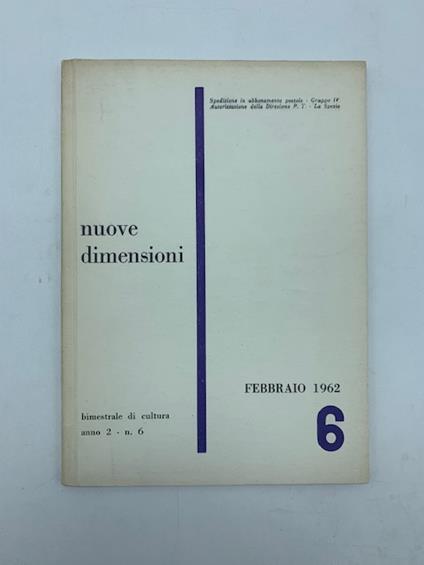 Spedizione in abbonamento postale - Gruppo IV
Autorizzazione della Direzione P. T. - La Spezia
nuove
dimensioni
FEBBRAIO 1962
6
bimestrale di cultura
anno 2 - n. 6